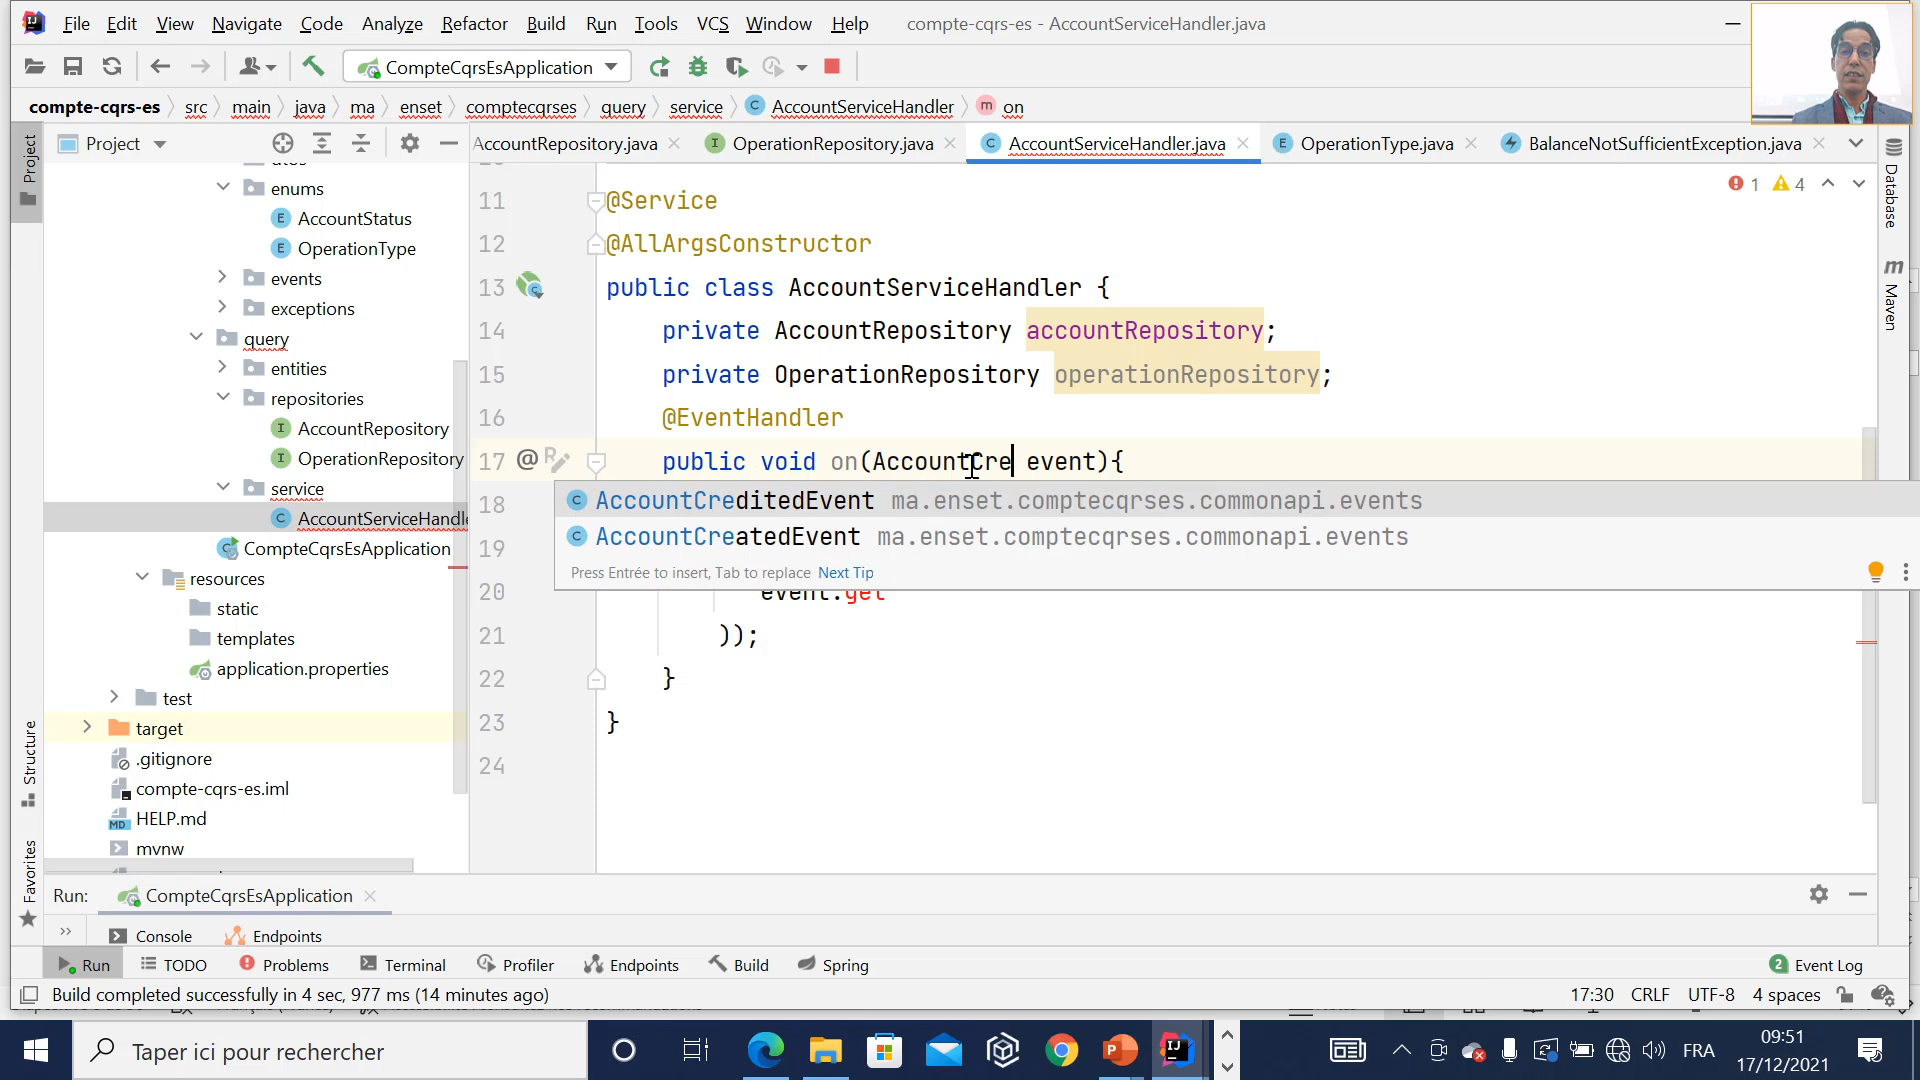 File Edit View Navigate Code Analyze Refactor Build Run Tools VCS Window Help compte-cqrs-es - AccountServiceHandler.java
CompteCqrsEsApplication
compte-cqrs-es src main java ma enset comptecqrses query service AccountServiceHandler on
Project
AccountRepository.java OperationRepository.java AccountServiceHandler.java OperationType.java BalanceNotSufficientException.java
Project
Structure
Favorites
Database
Maven
enums
AccountStatus
OperationType
events
exceptions
query
entities
repositories
AccountRepository
OperationRepository
service
AccountServiceHandle
CompteCqrsEsApplication
resources
static
templates
application.properties
test
target
.gitignore
compte-cqrs-es.iml
HELP.md
mvnw
1 4
11 @Service
12 @AllArgsConstructor
13 public class AccountServiceHandler {
14 private AccountRepository accountRepository;
15 private OperationRepository operationRepository;
16 @EventHandler
17 public void on(AccountCre event){
18
AccountCreditedEvent ma.enset.comptecqrses.commonapi.events
19
AccountCreatedEvent ma.enset.comptecqrses.commonapi.events
Press Entrée to insert, Tab to replace Next Tip
20 event.get
21 ));
22 }
23 }
24
Run: CompteCqrsEsApplication
Console Endpoints
Run TODO Problems Terminal Profiler Endpoints Build Spring 2 Event Log
Build completed successfully in 4 sec, 977 ms (14 minutes ago) 17:30 CRLF UTF-8 4 spaces
Taper ici pour rechercher
FRA
09:51
17/12/2021